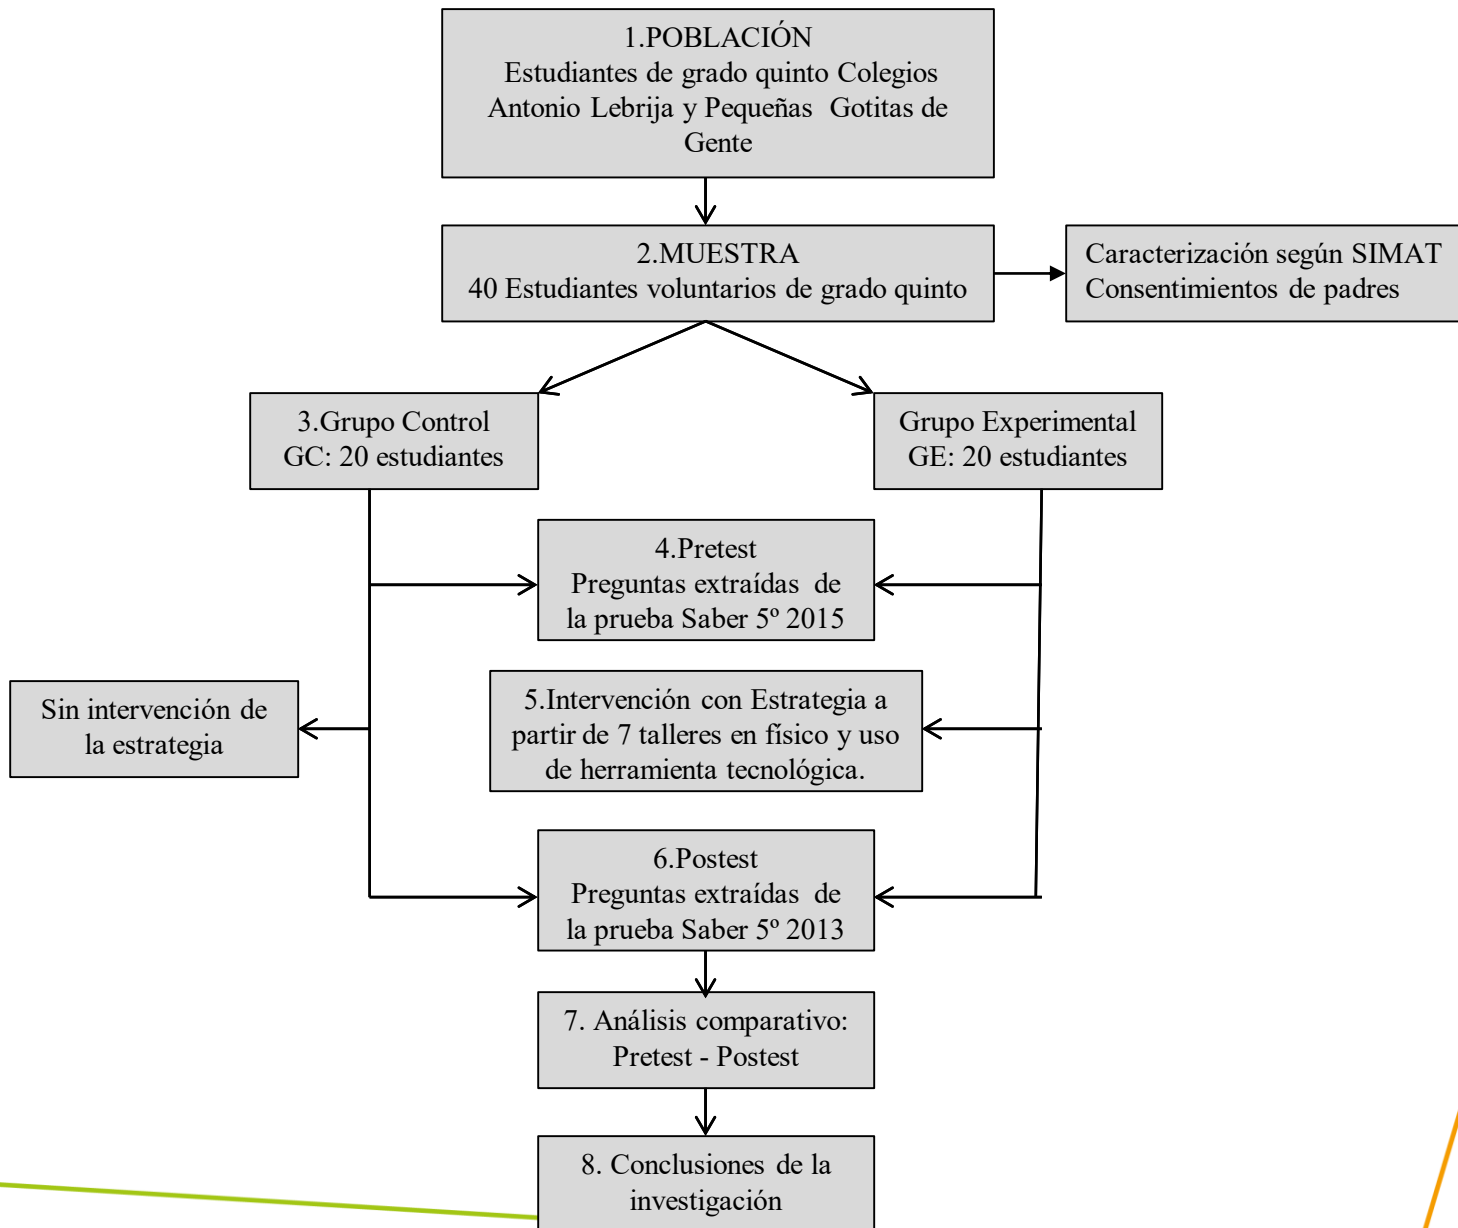 1.POBLACIÓN
Estudiantes de grado quinto Colegios
Antonio Lebrija y Pequeñas Gotitas de
Gente
2.MUESTRA
40 Estudiantes voluntarios de grado quinto
Caracterización según SIMAT
Consentimientos de padres
3.Grupo Control
GC: 20 estudiantes
Grupo Experimental
GE: 20 estudiantes
4.Pretest
Preguntas extraídas de
la prueba Saber 5º 2015
Sin intervención de
la estrategia
5.Intervención con Estrategia a
partir de 7 talleres en físico y uso
de herramienta tecnológica.
6.Postest
Preguntas extraídas de
la prueba Saber 5º 2013
7. Análisis comparativo:
Pretest - Postest
8. Conclusiones de la
investigación